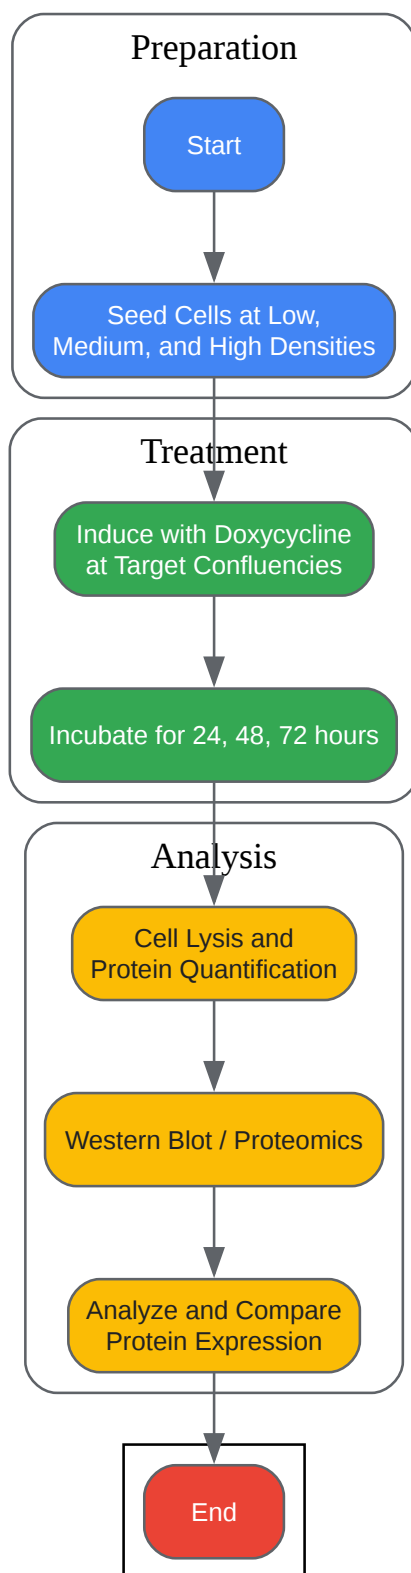 Preparation
Start
Seed Cells at Low,
Medium, and High Densities
Treatment
Induce with Doxycycline
at Target Confluencies
Incubate for 24, 48, 72 hours
Analysis
Cell Lysis and
Protein Quantification
Western Blot / Proteomics
Analyze and Compare
Protein Expression
End